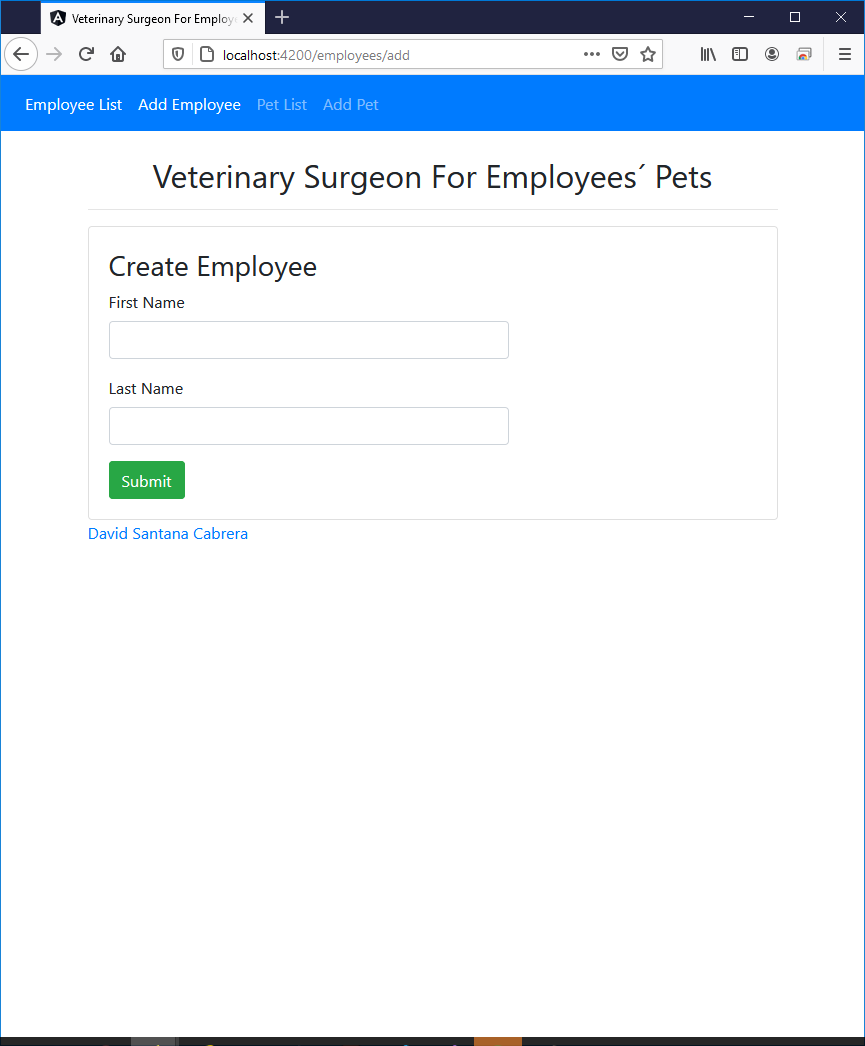 Veterinary Surgeon For Employe
localhost:4200/employees/add
Employee List Add Employee Pet List Add Pet
Veterinary Surgeon For Employees´ Pets
Create Employee
First Name
Last Name
Submit
David Santana Cabrera